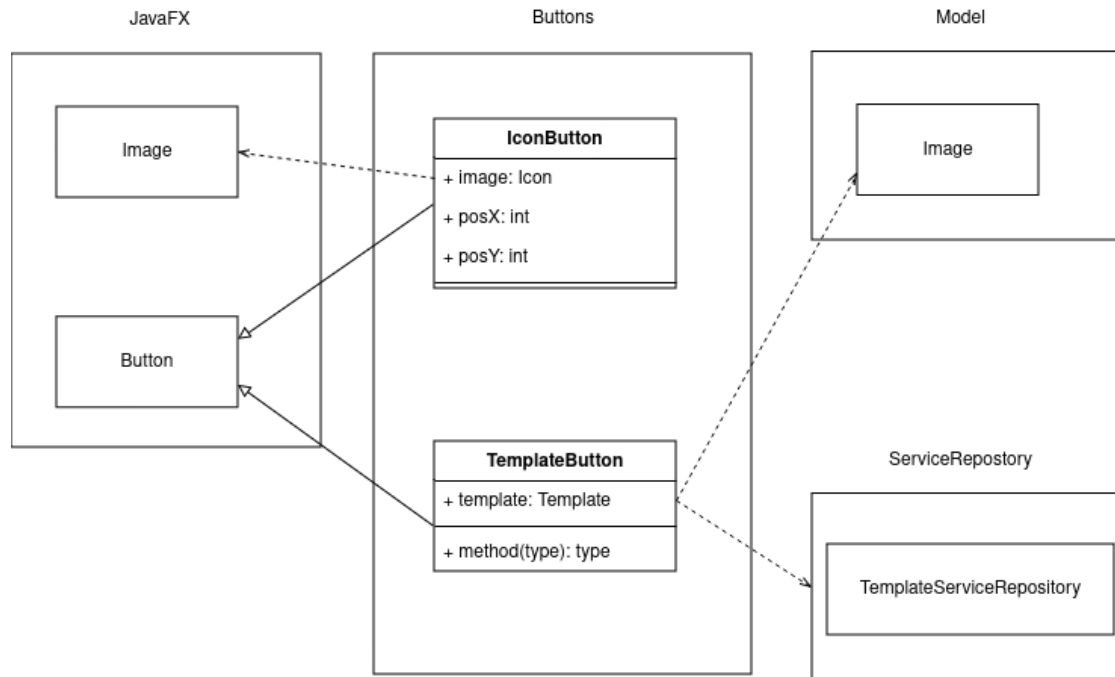 JavaFX
Buttons
Model
Image
IconButton
+ image: Icon
+ posX: int
+ posY: int
Image
Button
TemplateButton
+ template: Template
+ method(type): type
ServiceRepostory
TemplateServiceRepository